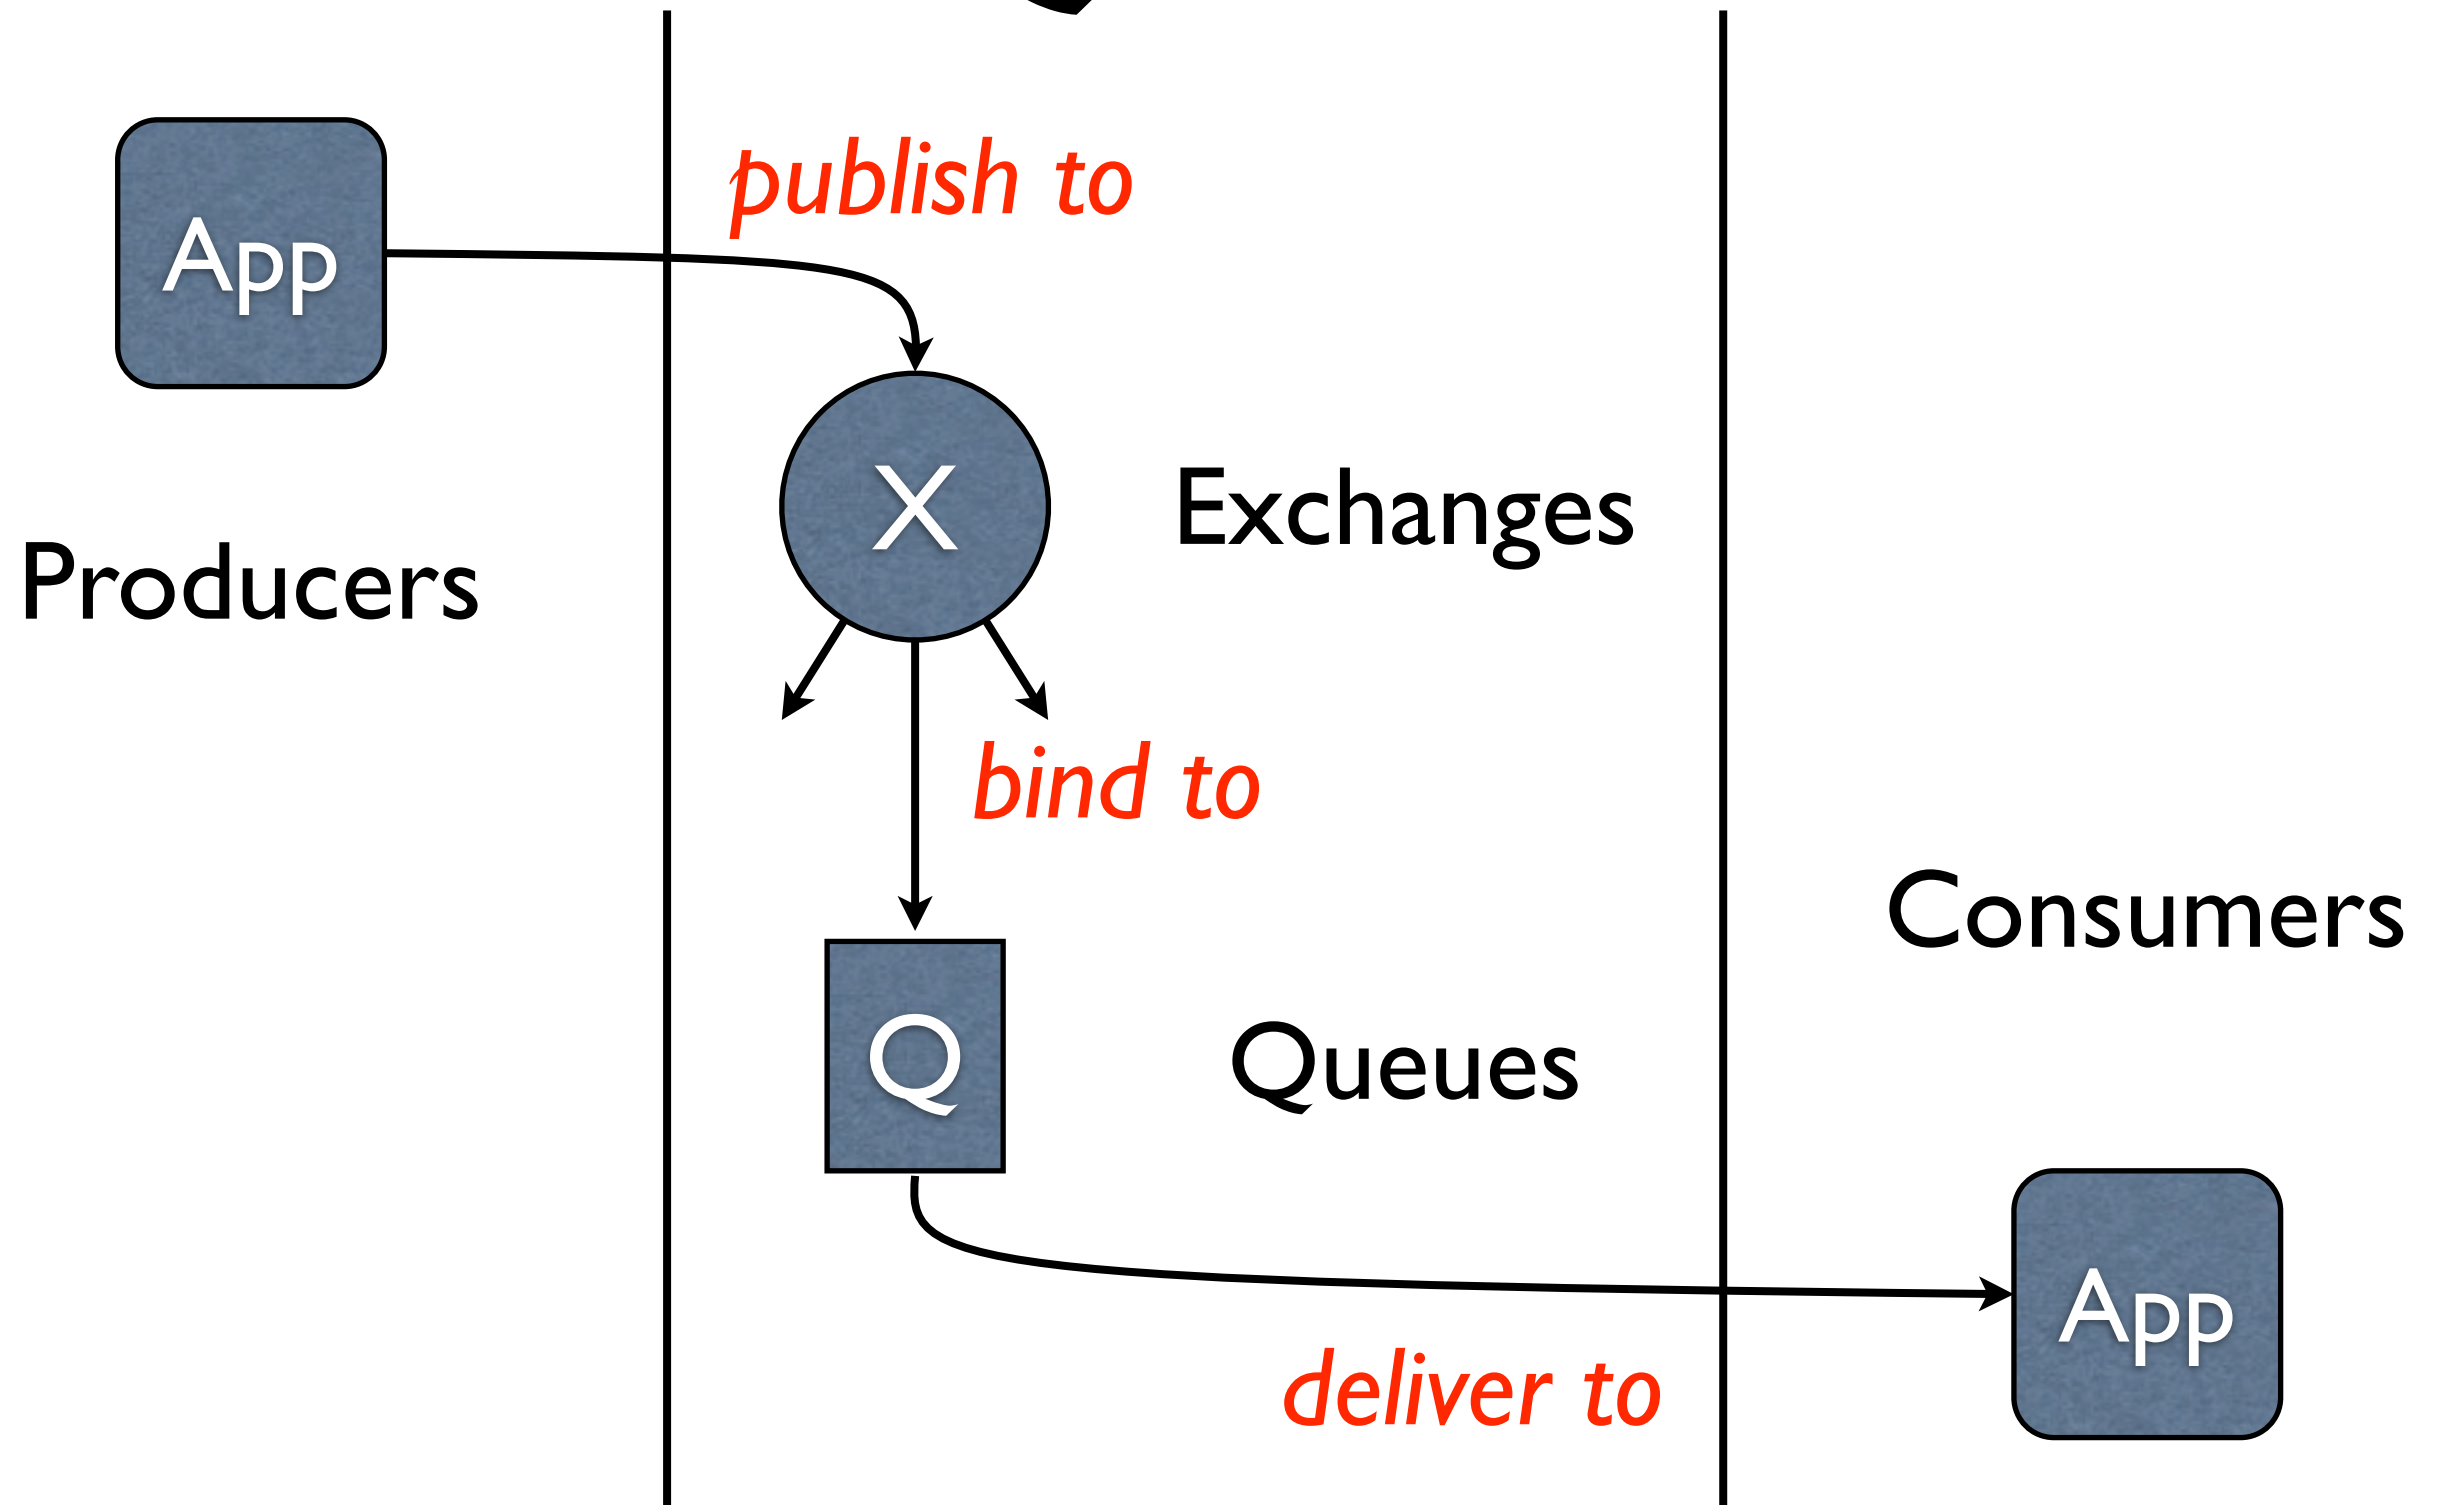 publish to
App
X
Exchanges
Producers
bind to
Consumers
Q
Queues
App
deliver to